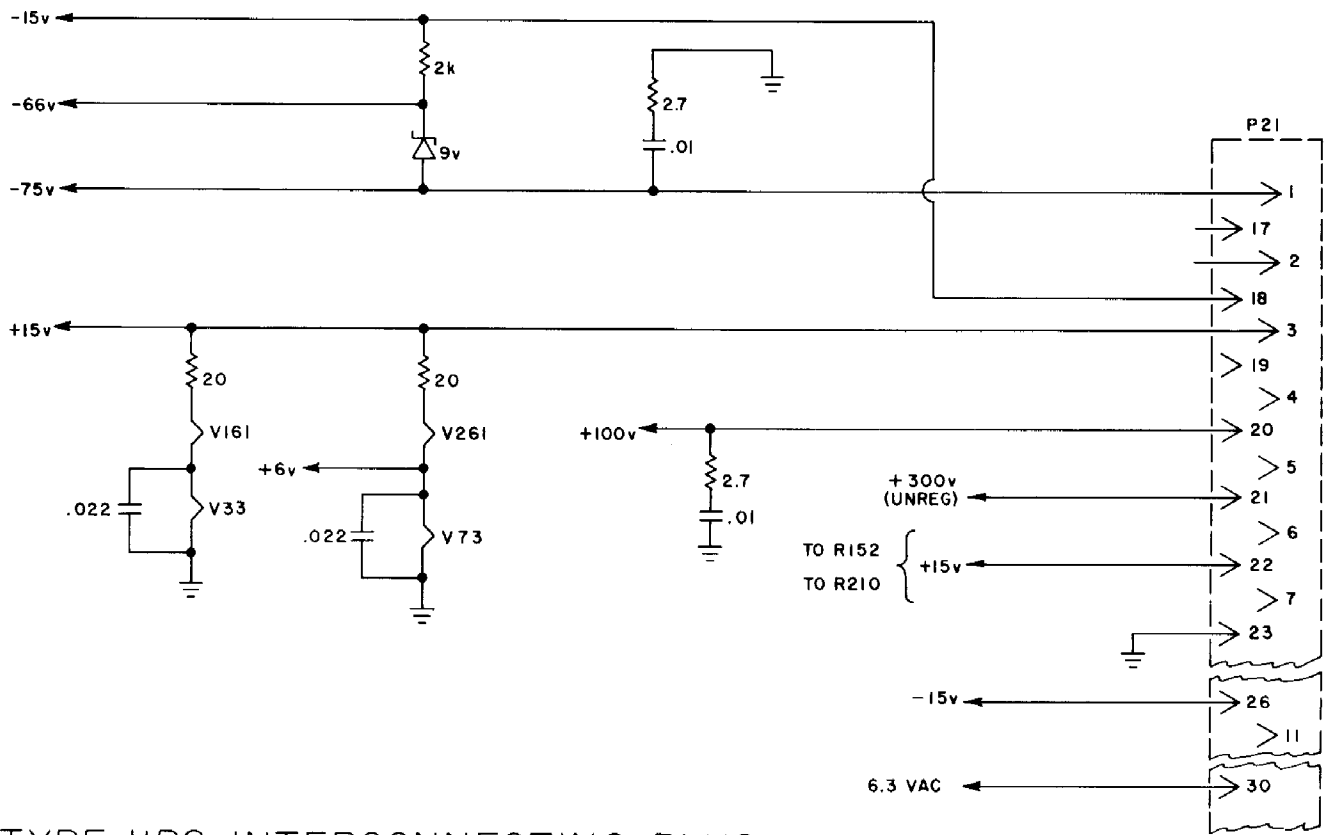 -15v
2k
-66v
9v
-75v
2.7
.01
P21
1
17
2
18
+15v
3
20
20
19
4
V161
V261
+100v
20
+6v
5
.022
V33
2.7
+300v
(UNREG)
21
.022
V73
.01
6
TO R152
TO R210
+15v
22
7
23
-15v
26
11
6.3 VAC
30